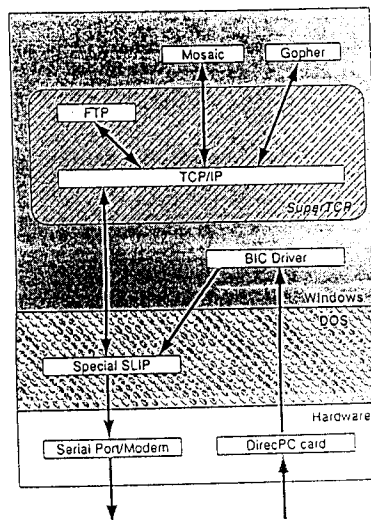 Mosaic
Gopher
FTP
TCP/IP
SuperTCP
BIC Driver
Windows
DOS
Special SLIP
Hardware
Serial Port/Modem
DirecPC card